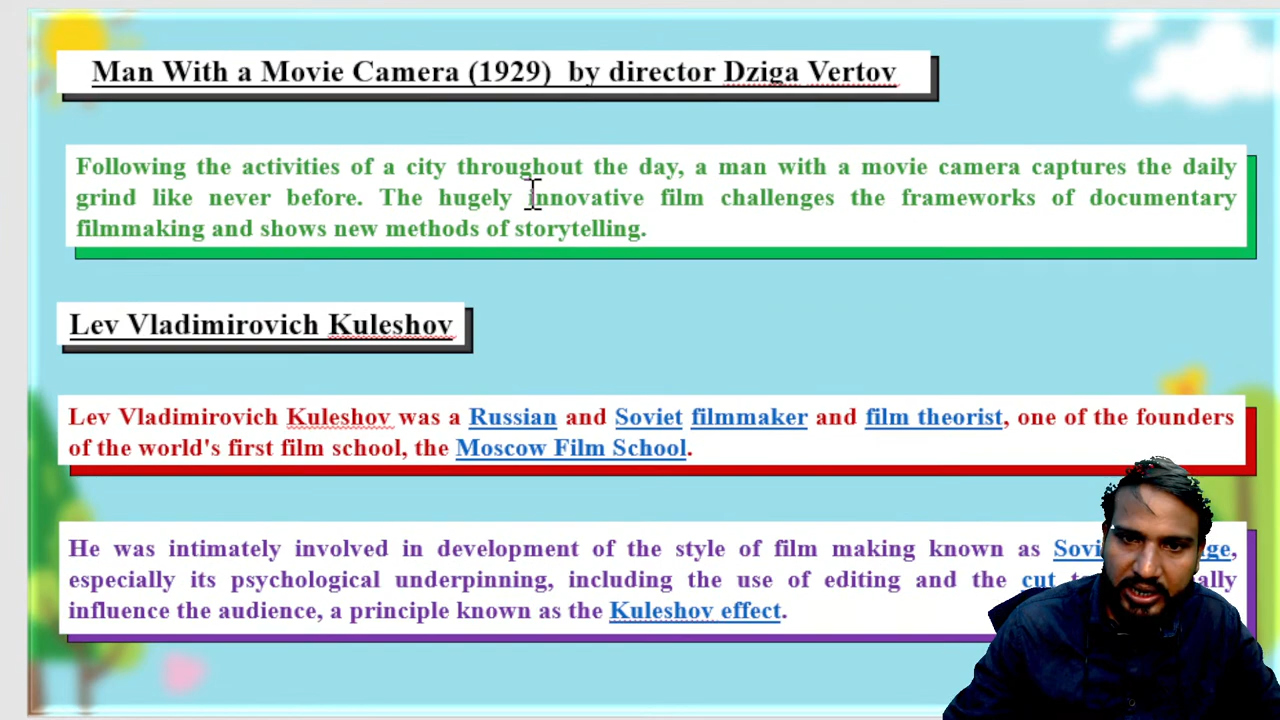 Man With a Movie Camera (1929) by director Dziga Vertov
Following the activities of a city throughout the day, a man with a movie camera captures the daily
grind like never before. The hugely innovative film challenges the frameworks of documentary
filmmaking and shows new methods of storytelling.
Lev Vladimirovich Kuleshov
Lev Vladimirovich Kuleshov was a Russian and Soviet filmmaker and film theorist, one of the founders
of the world's first film school, the Moscow Film School.
He was intimately involved in development of the style of film making known as
especially its psychological underpinning, including the use of editing and the cut
influence the audience, a principle known as the Kuleshov effect.